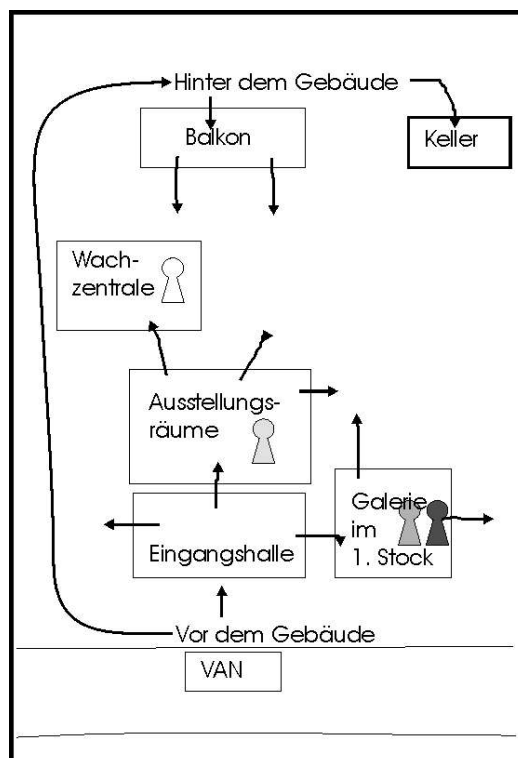 Hinter dem Gebäude
Balkon
Keller
Wach-
zentrale
Ausstellungs-
räume
Galerie
im
1. Stock
Eingangshalle
Vor dem Gebäude
VAN